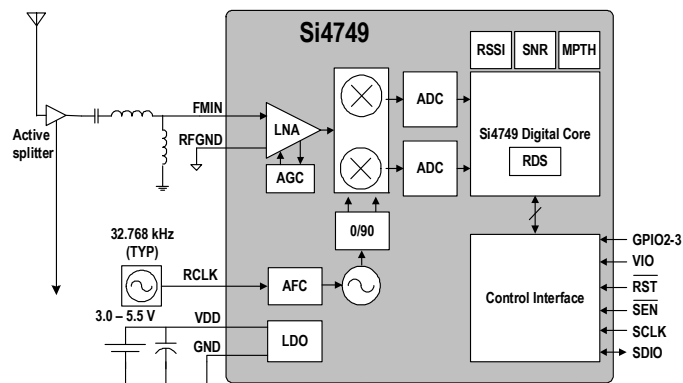 Si4749
RSSI
SNR
MPTH
FMIN
LNA
ADC
Si4749 Digital Core
RDS
Active
splitter
RFGND
AGC
ADC
0/90
32.768 kHz
(TYP)
RCLK
AFC
3.0 – 5.5 V
VDD
GND
LDO
Control Interface
GPIO2-3
VIO
RST
SEN
SCLK
SDIO